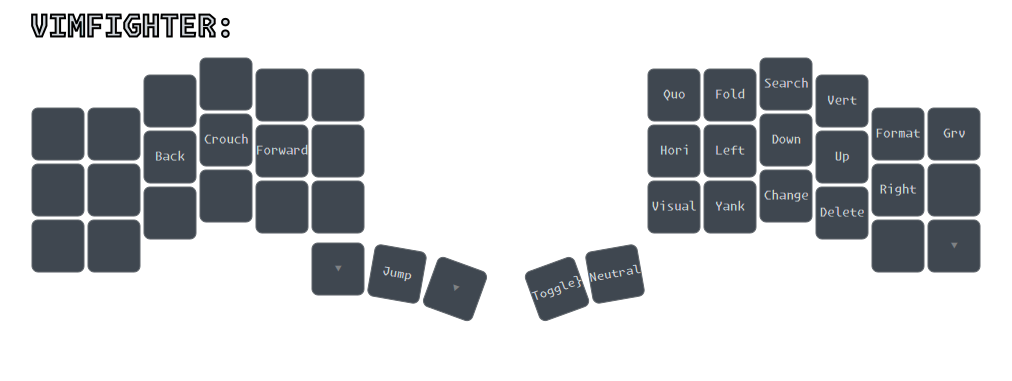 VIMFIGHTER:
Search
Quo Fold Vert
Format Grv
Crouch Down
Back Forward Hori Left Up
Right
Change
Visual Yank Delete
▼ ▼
Jump Toggle} Neutral
▼